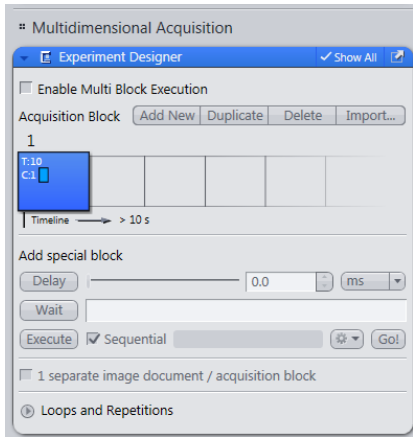 Multidimensional Acquisition
Experiment Designer ✓ Show All
Enable Multi Block Execution
Acquisition Block Add New Duplicate Delete Import...
1
T:10
C:1
Timeline > 10 s
Add special block
Delay 0.0 ms
Wait
Execute Sequential Go!
1 separate image document / acquisition block
Loops and Repetitions